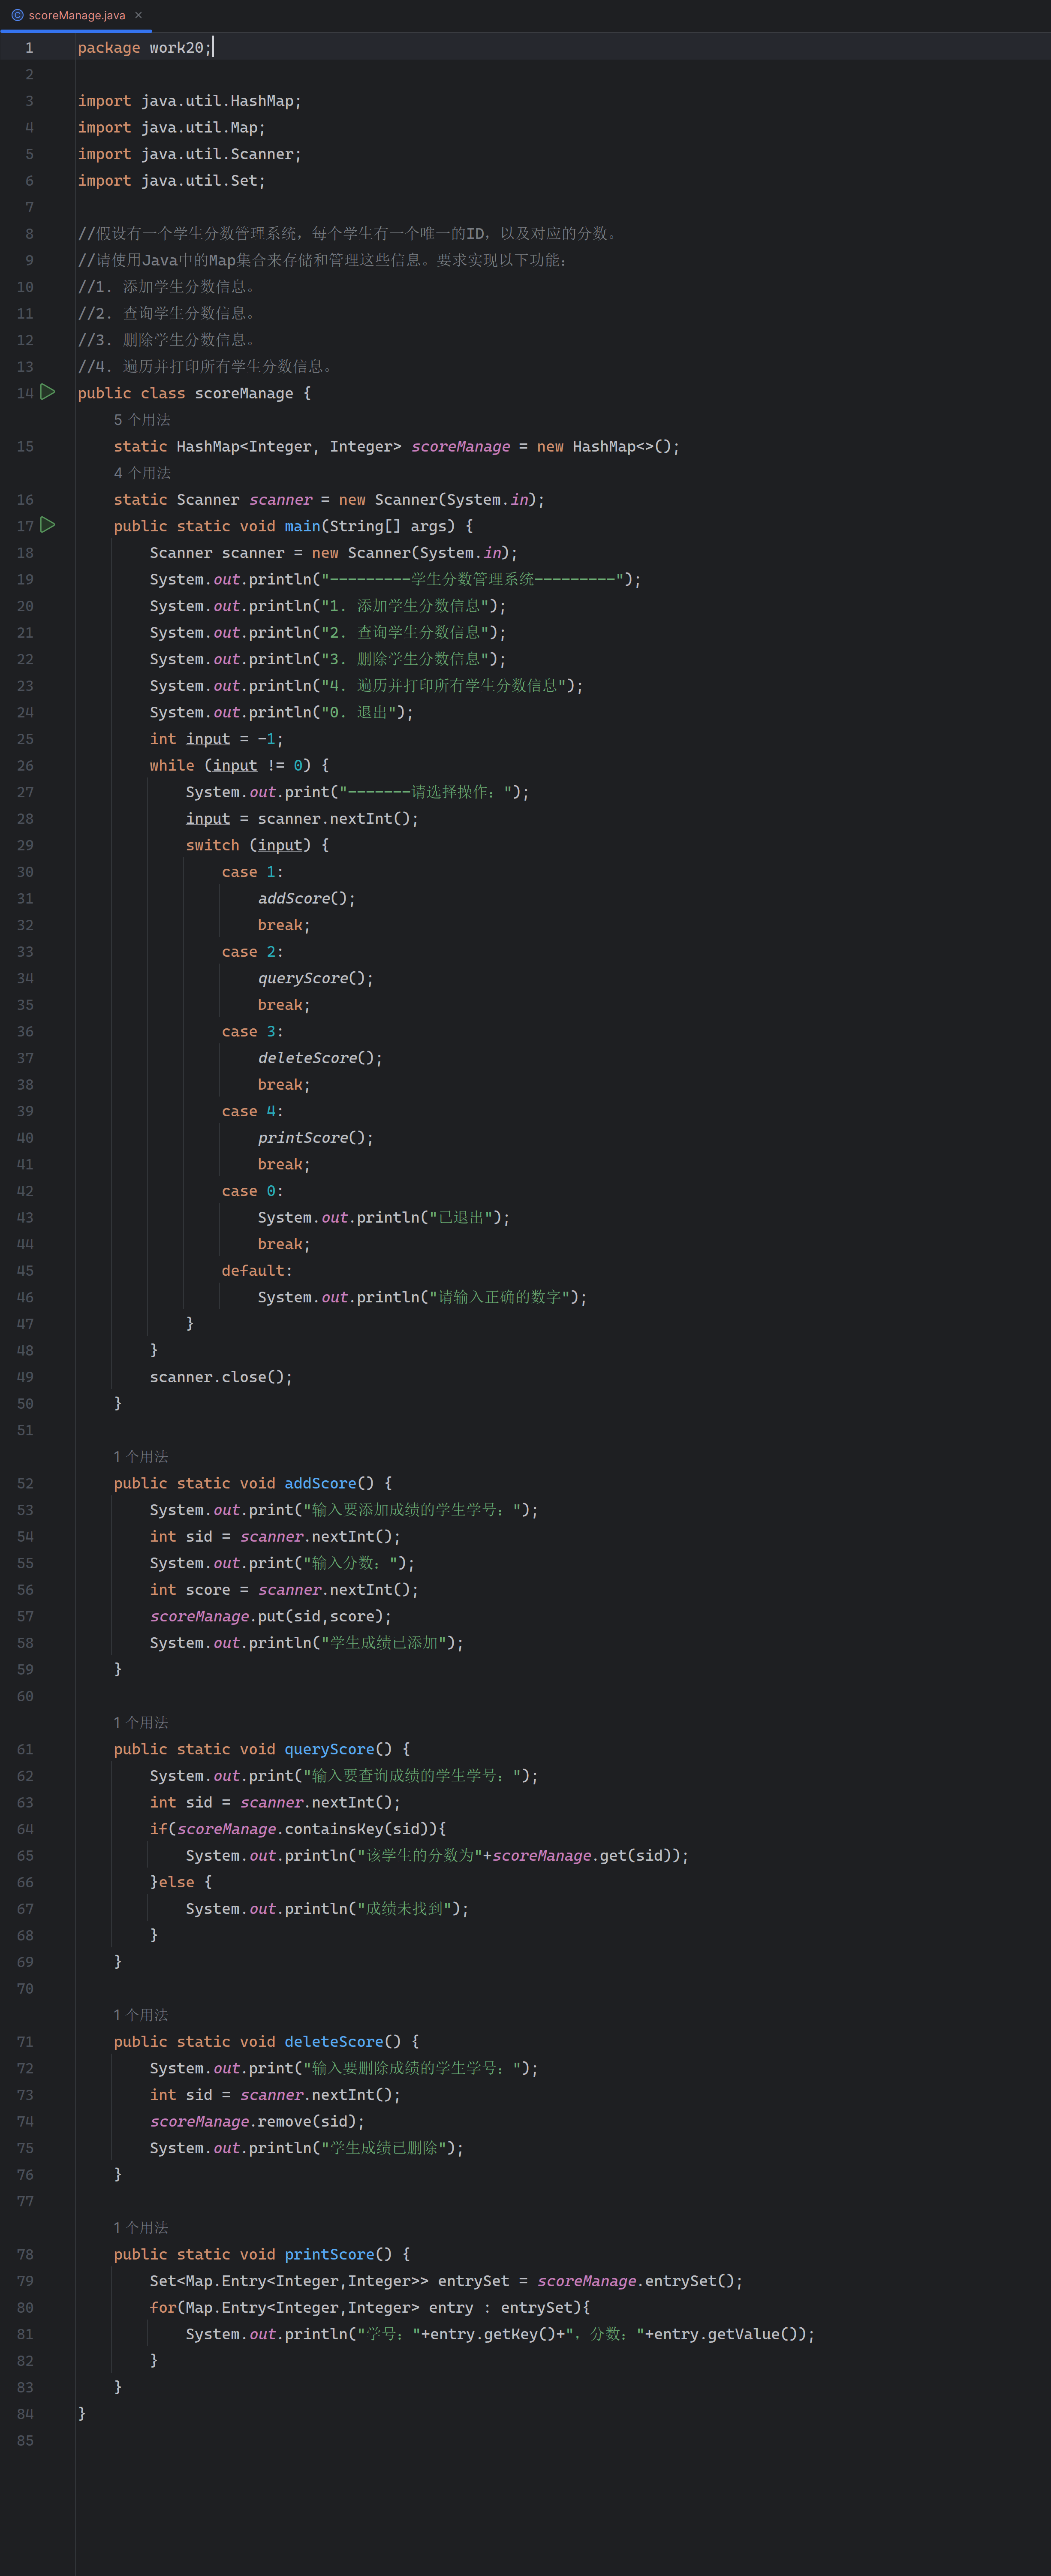 scoreManage.java
1 package work20;
2
3 import java.util.HashMap;
4 import java.util.Map;
5 import java.util.Scanner;
6 import java.util.Set;
7
8 //假设有一个学生分数管理系统，每个学生有一个唯一的ID，以及对应的分数。
9 //请使用Java中的Map集合来存储和管理这些信息。要求实现以下功能：
10 //1. 添加学生分数信息。
11 //2. 查询学生分数信息。
12 //3. 删除学生分数信息。
13 //4. 遍历并打印所有学生分数信息。
14 public class scoreManage {
5 个用法
15 static HashMap<Integer, Integer> scoreManage = new HashMap<>();
4 个用法
16 static Scanner scanner = new Scanner(System.in);
17 public static void main(String[] args) {
18 Scanner scanner = new Scanner(System.in);
19 System.out.println("---------学生分数管理系统---------");
20 System.out.println("1. 添加学生分数信息");
21 System.out.println("2. 查询学生分数信息");
22 System.out.println("3. 删除学生分数信息");
23 System.out.println("4. 遍历并打印所有学生分数信息");
24 System.out.println("0. 退出");
25 int input = -1;
26 while (input != 0) {
27 System.out.print("-------请选择操作：");
28 input = scanner.nextInt();
29 switch (input) {
30 case 1:
31 addScore();
32 break;
33 case 2:
34 queryScore();
35 break;
36 case 3:
37 deleteScore();
38 break;
39 case 4:
40 printScore();
41 break;
42 case 0:
43 System.out.println("已退出");
44 break;
45 default:
46 System.out.println("请输入正确的数字");
47 }
48 }
49 scanner.close();
50 }
51
1 个用法
52 public static void addScore() {
53 System.out.print("输入要添加成绩的学生学号：");
54 int sid = scanner.nextInt();
55 System.out.print("输入分数：");
56 int score = scanner.nextInt();
57 scoreManage.put(sid,score);
58 System.out.println("学生成绩已添加");
59 }
60
1 个用法
61 public static void queryScore() {
62 System.out.print("输入要查询成绩的学生学号：");
63 int sid = scanner.nextInt();
64 if(scoreManage.containsKey(sid)){
65 System.out.println("该学生的分数为"+scoreManage.get(sid));
66 }else {
67 System.out.println("成绩未找到");
68 }
69 }
70
1 个用法
71 public static void deleteScore() {
72 System.out.print("输入要删除成绩的学生学号：");
73 int sid = scanner.nextInt();
74 scoreManage.remove(sid);
75 System.out.println("学生成绩已删除");
76 }
77
1 个用法
78 public static void printScore() {
79 Set<Map.Entry<Integer,Integer>> entrySet = scoreManage.entrySet();
80 for(Map.Entry<Integer,Integer> entry : entrySet){
81 System.out.println("学号："+entry.getKey()+"，分数："+entry.getValue());
82 }
83 }
84 }
85